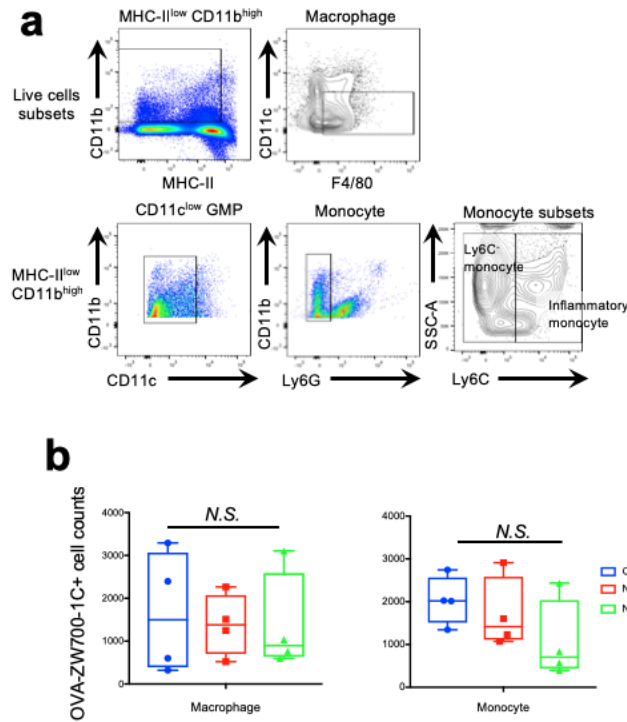 a
MHC-IIlow CD11bhigh
Macrophage
Live cells
subsets
CD11b
CD11c
MHC-II
F4/80
CD11clow GMP
Monocyte
Monocyte subsets
MHC-IIlow
CD11bhigh
CD11b
CD11b
SSC-A
Ly6C-
monocyte
Inflammatory
monocyte
CD11c
Ly6G
Ly6C
b
OVA-ZW700-1C+ cell counts
N.S.
N.S.
4000
3000
2000
1000
0
4000
3000
2000
1000
0
Macrophage
Monocyte
C
N
N